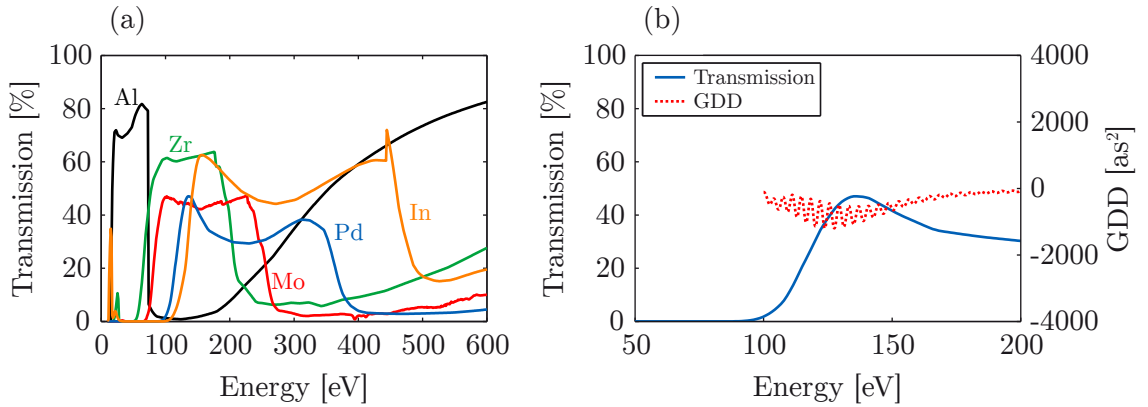 (a)
Transmission [%]
100
80
60
40
20
0
Al
Zr
Mo
Pd
In
0 100 200 300 400 500 600
Energy [eV]
(b)
Transmission [%]
100
80
60
40
20
0
Transmission
GDD
4000
2000
0
-2000
-4000
GDD [as²]
50 100 150 200
Energy [eV]